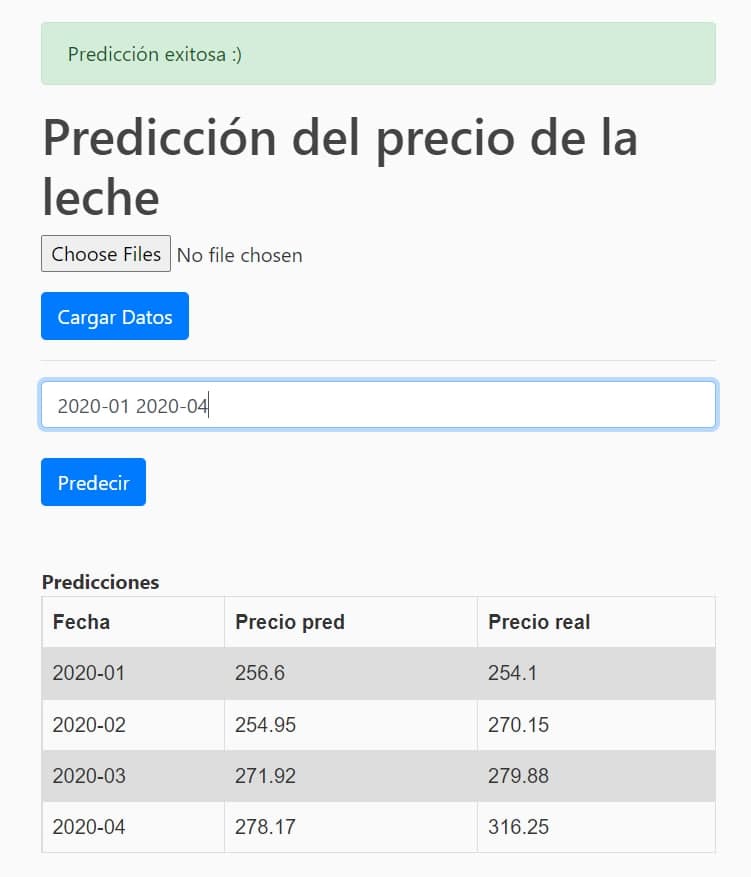 Predicción exitosa :)
Predicción del precio de la
leche
Choose Files No file chosen
Cargar Datos
2020-01 2020-04
Predecir
Predicciones
Fecha Precio pred Precio real
2020-01 256.6 254.1
2020-02 254.95 270.15
2020-03 271.92 279.88
2020-04 278.17 316.25